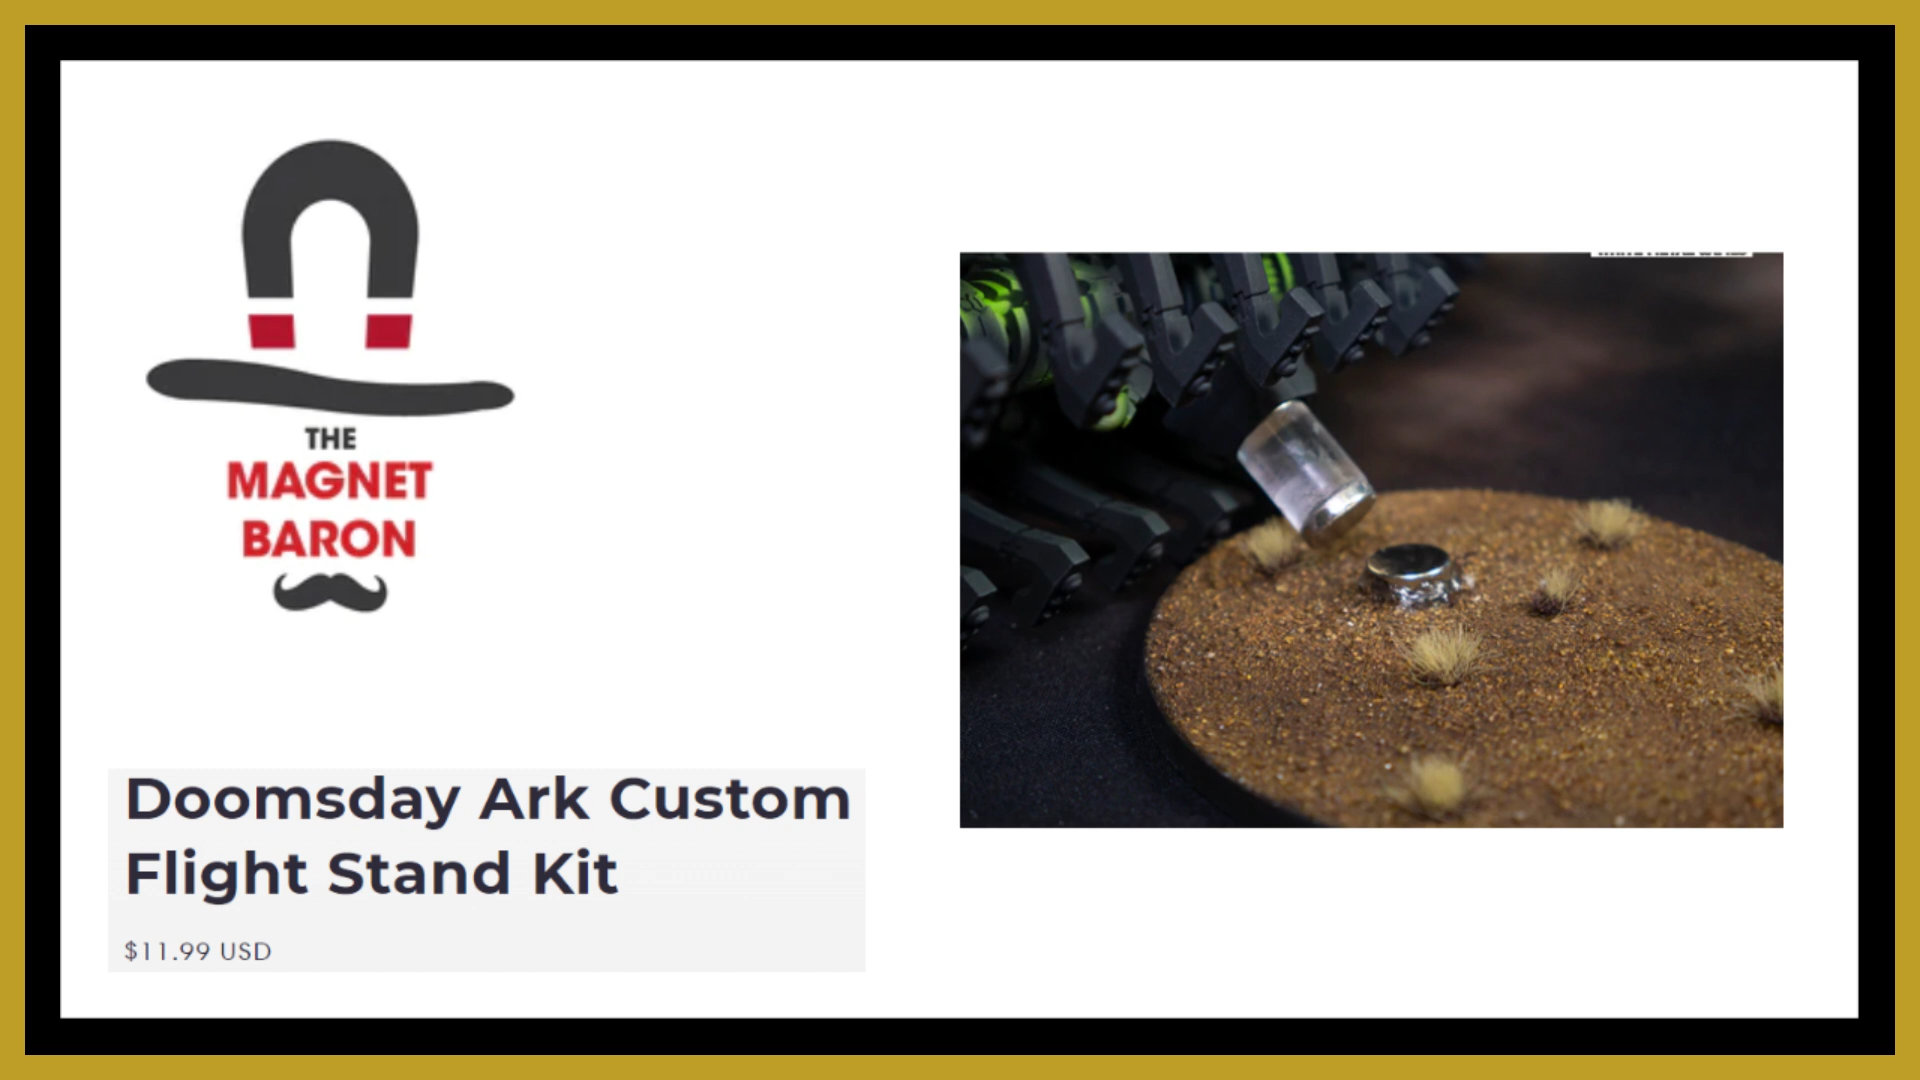 THE
MAGNET
BARON
Doomsday Ark Custom
Flight Stand Kit
$11.99 USD